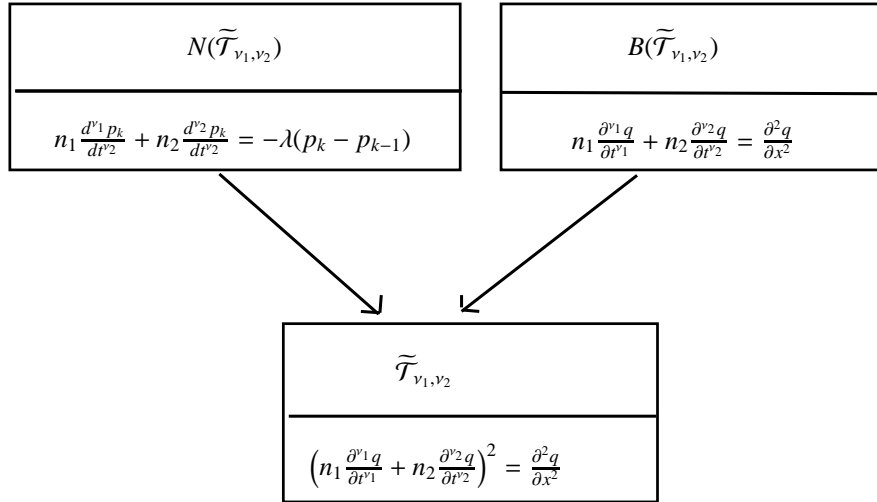 N(𝒯̃_{ν₁,ν₂})
n₁ d^{ν₁}p_k/dt^{ν₂} + n₂ d^{ν₂}p_k/dt^{ν₂} = −λ(p_k − p_{k−1})
B(𝒯̃_{ν₁,ν₂})
n₁ ∂^{ν₁}q/∂t^{ν₁} + n₂ ∂^{ν₂}q/∂t^{ν₂} = ∂²q/∂x²
𝒯̃_{ν₁,ν₂}
(n₁ ∂^{ν₁}q/∂t^{ν₁} + n₂ ∂^{ν₂}q/∂t^{ν₂})² = ∂²q/∂x²